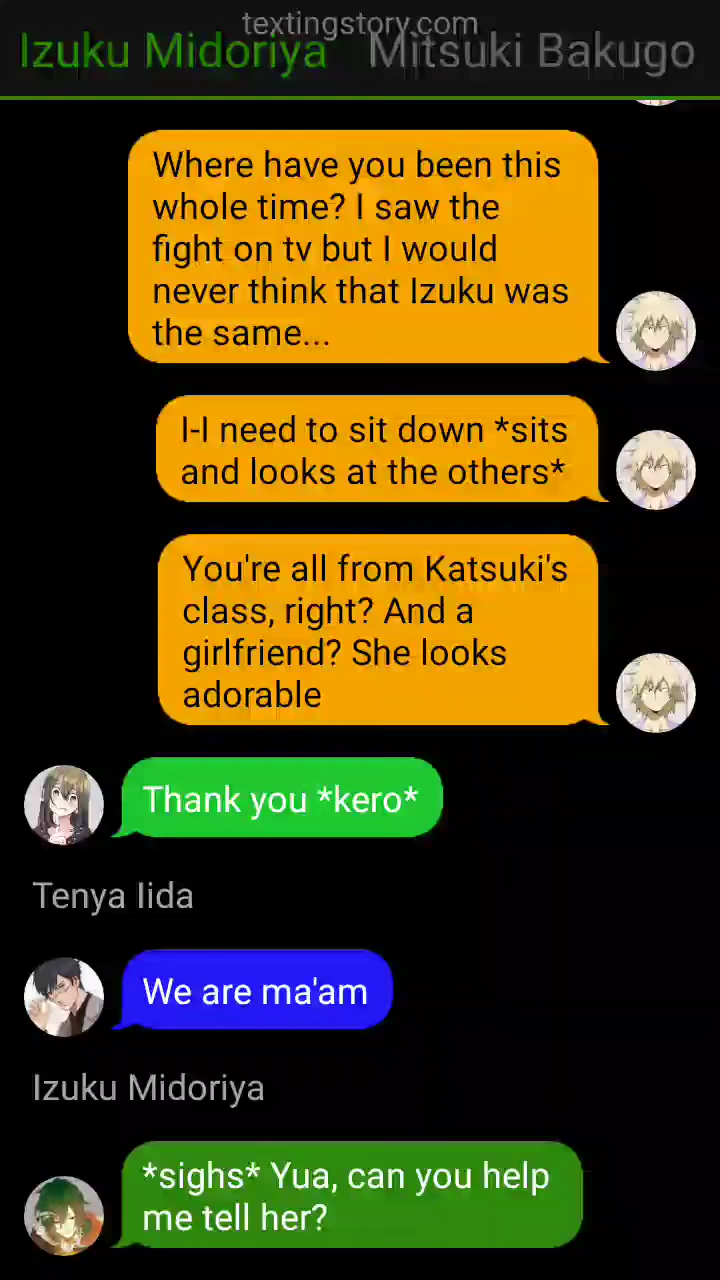 textingstory.com
Izuku Midoriya Mitsuki Bakugo
Where have you been this
whole time? I saw the
fight on tv but I would
never think that Izuku was
the same...
I-I need to sit down *sits
and looks at the others*
You're all from Katsuki's
class, right? And a
girlfriend? She looks
adorable
Thank you *kero*
Tenya Iida
We are ma'am
Izuku Midoriya
*sighs* Yua, can you help
me tell her?